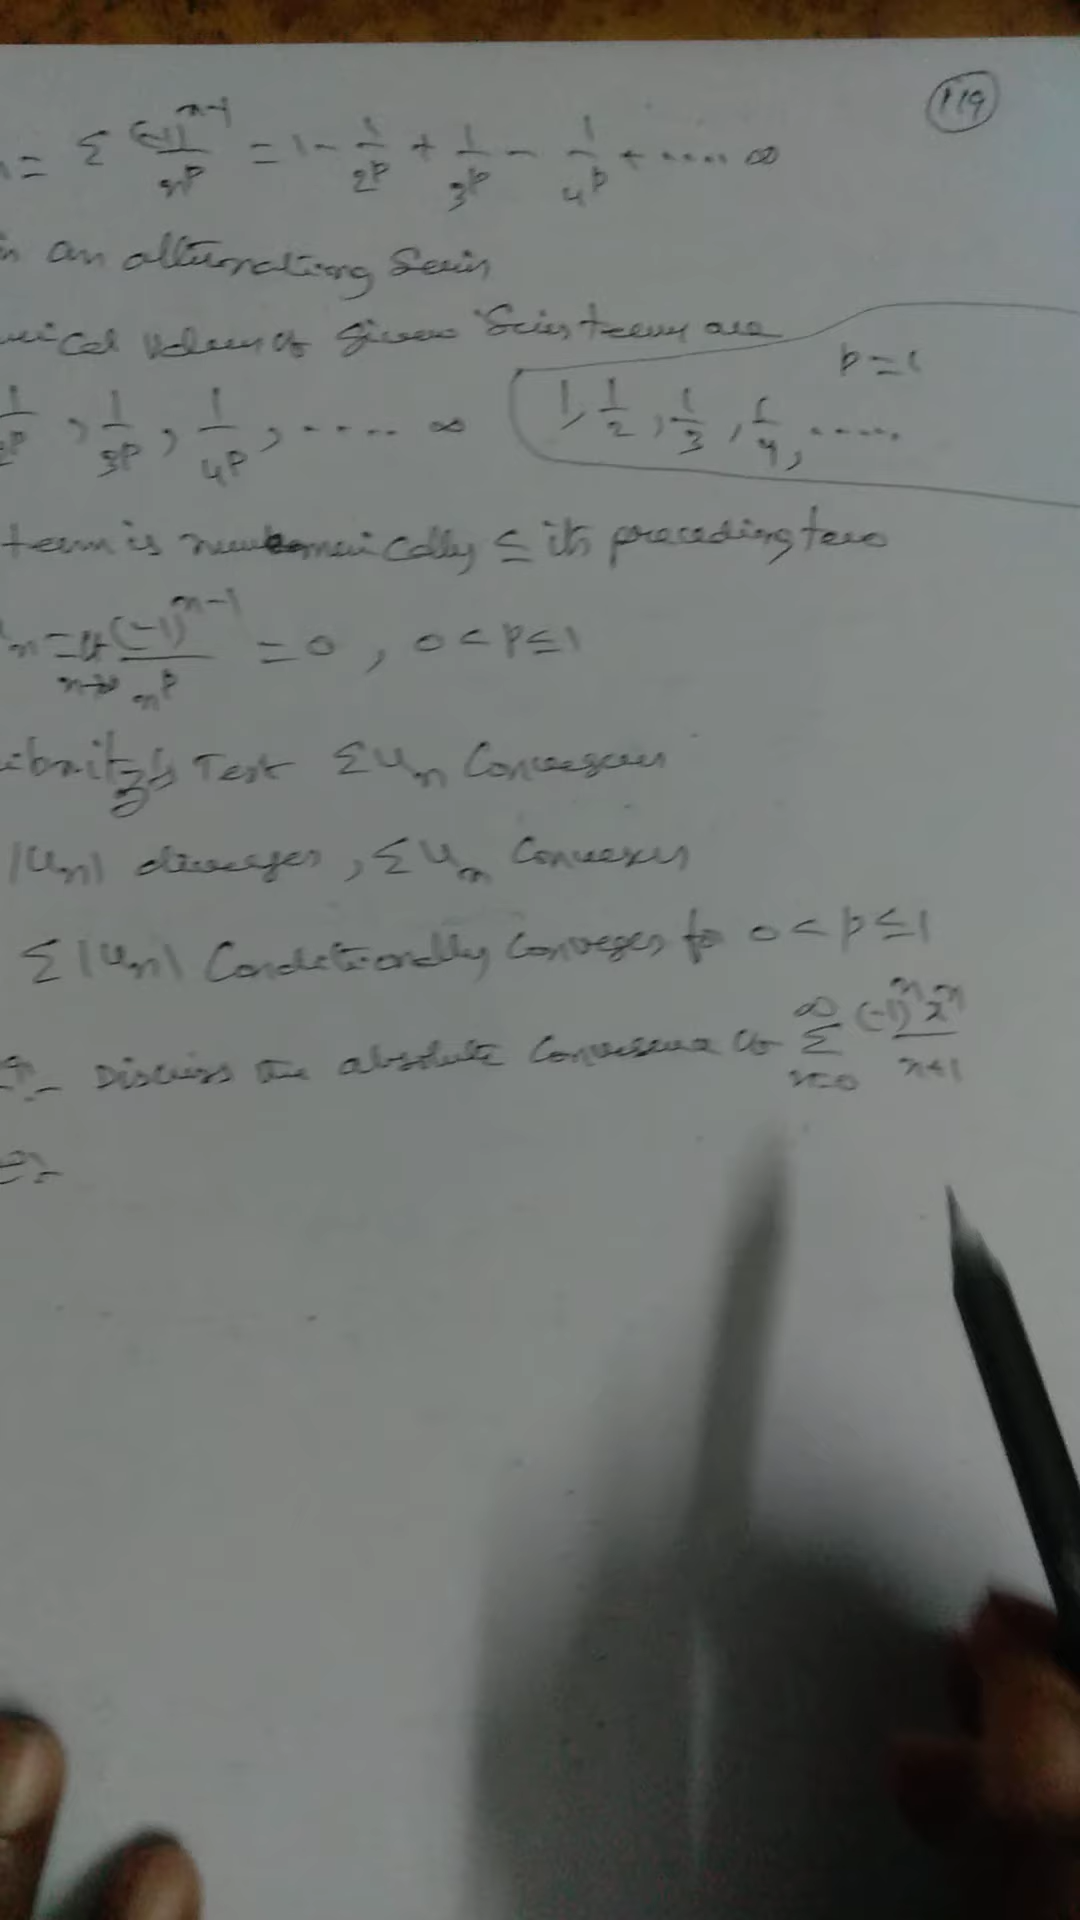 119
= Σ (-1)^{n-1}/n^p = 1 - 1/2^p + 1/3^p - 1/4^p + ..... ∞
an alternating Series
values of given Series terms are
1/2^p, 1/3^p, 1/4^p, ..... ∞
p = 1
1, 1/2, 1/3, 1/4, .....
term is numerically ≤ its preceding term
n = lt n→∞ (-1)^{n-1}/n^p = 0, 0 < p ≤ 1
Test Σ u_n Converges
|u_n| diverges, Σ u_n Converges
Σ |u_n| Conditionally Converges for 0 < p ≤ 1
Discuss the absolute Convergence of ∞ Σ n=0 (-1)^n x^n/n+1